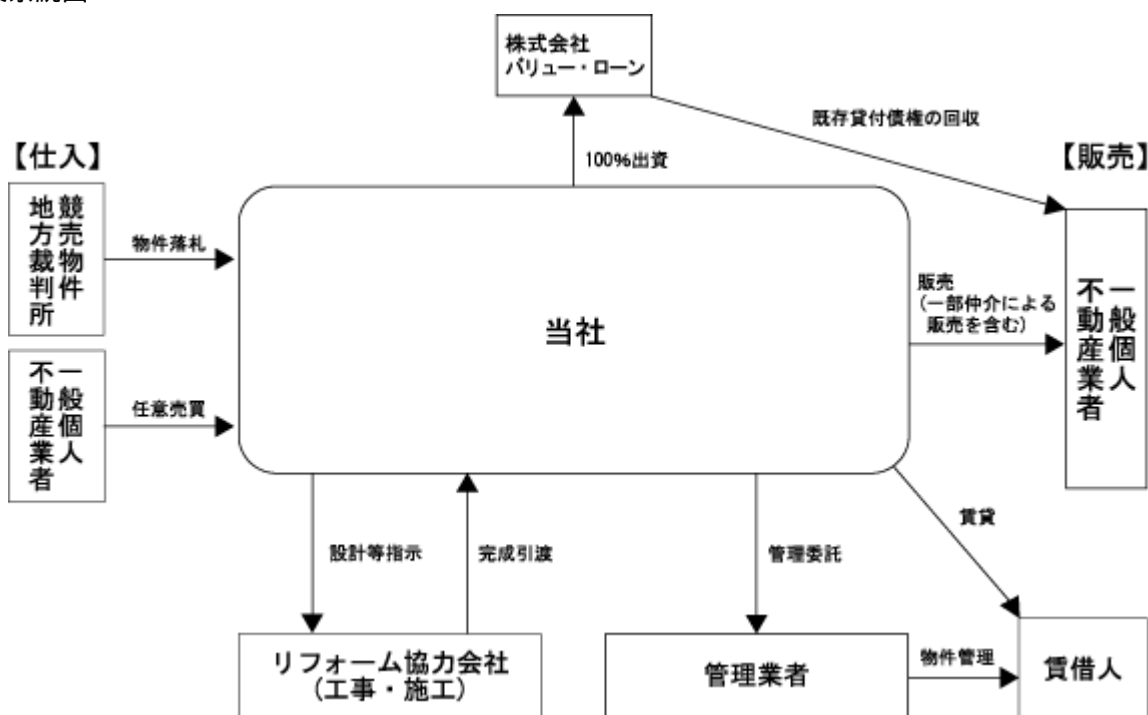 株式会社
バリュー・ローン
既存貸付債権の回収
【仕入】
100%出資
【販売】
競売物件
地方裁判所
物件落札
当社
販売
(一部仲介による
販売を含む)
一般個人
不動産業者
一般個人
不動産業者
任意売買
賃貸
設計等指示
完成引渡
管理委託
リフォーム協力会社
(工事・施工)
管理業者
物件管理
賃借人